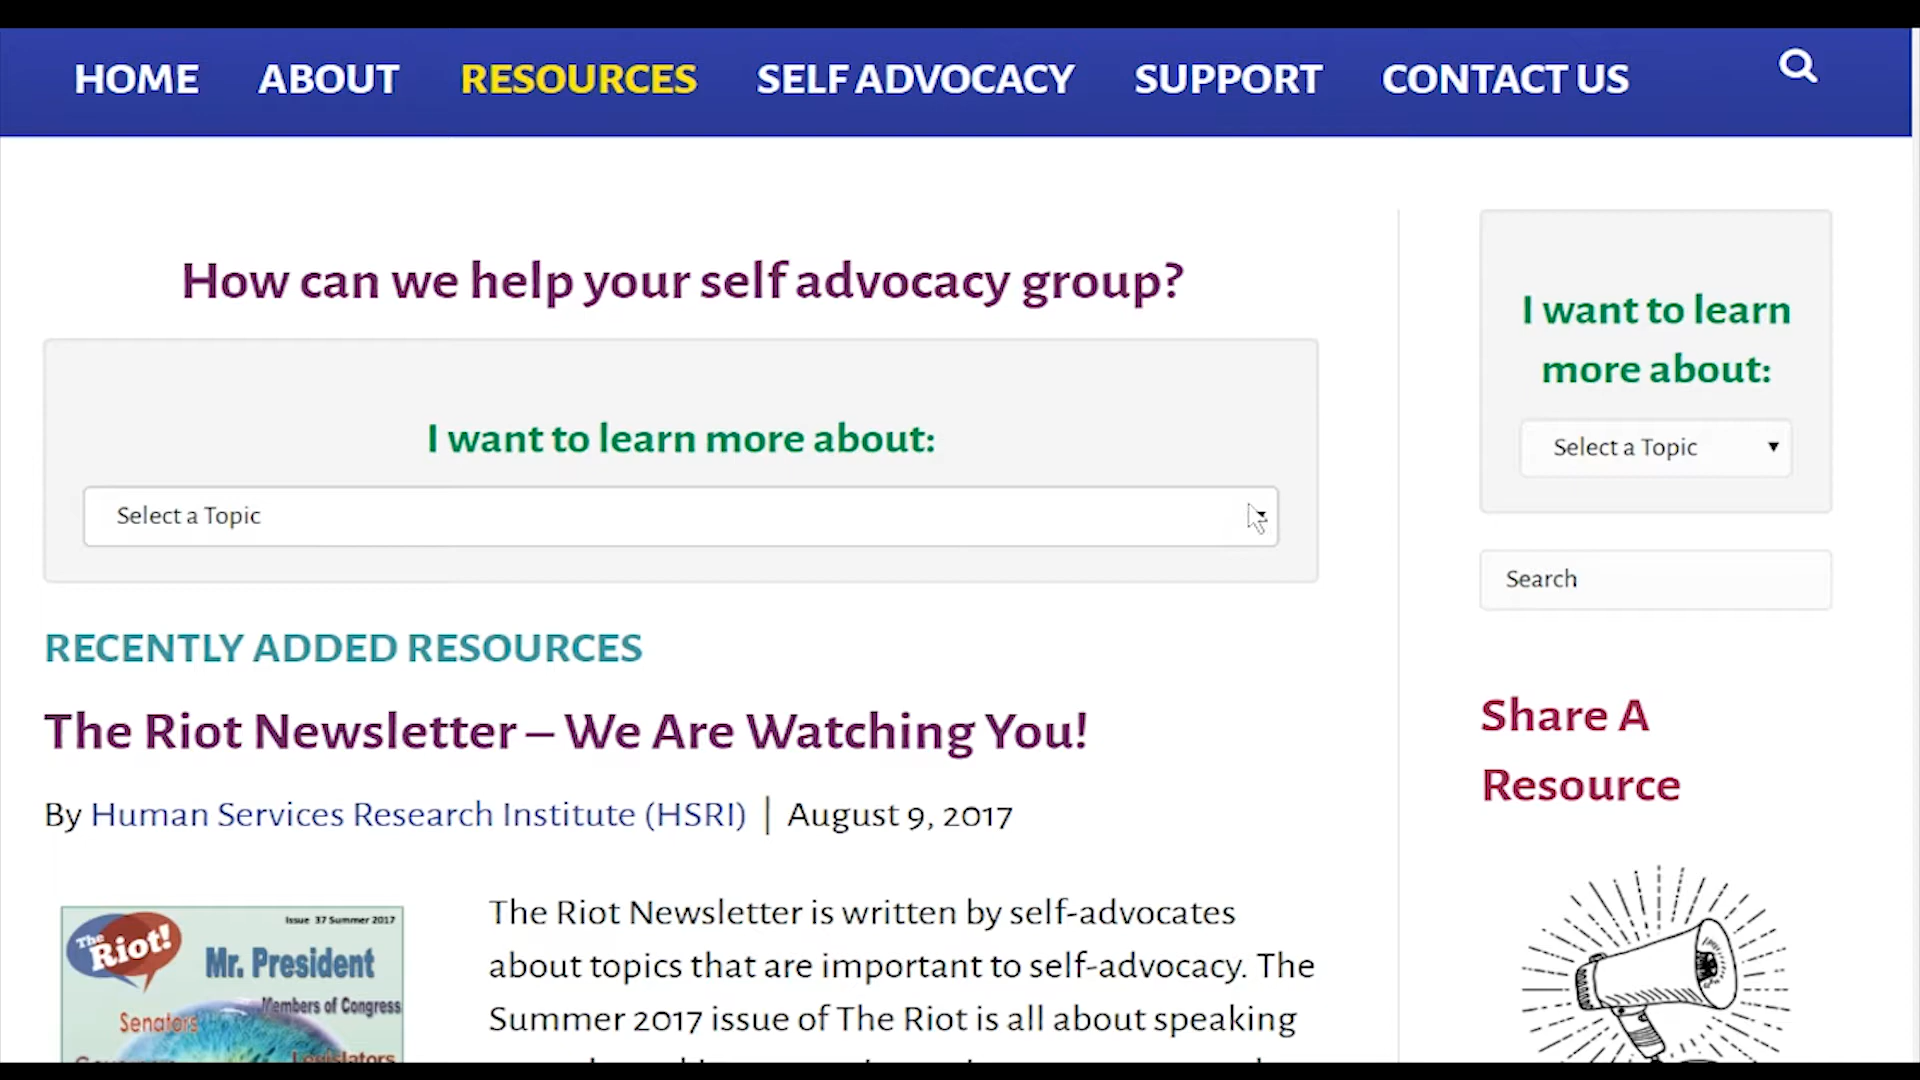 HOME ABOUT RESOURCES SELF ADVOCACY SUPPORT CONTACT US
How can we help your self advocacy group?
I want to learn more about:
Select a Topic
RECENTLY ADDED RESOURCES
The Riot Newsletter – We Are Watching You!
By Human Services Research Institute (HSRI) | August 9, 2017
Issue 37 Summer 2017
The Riot!
Mr. President
Members of Congress
Senators
Legislators
The Riot Newsletter is written by self-advocates
about topics that are important to self-advocacy. The
Summer 2017 issue of The Riot is all about speaking
I want to learn
more about:
Select a Topic
Search
Share A
Resource